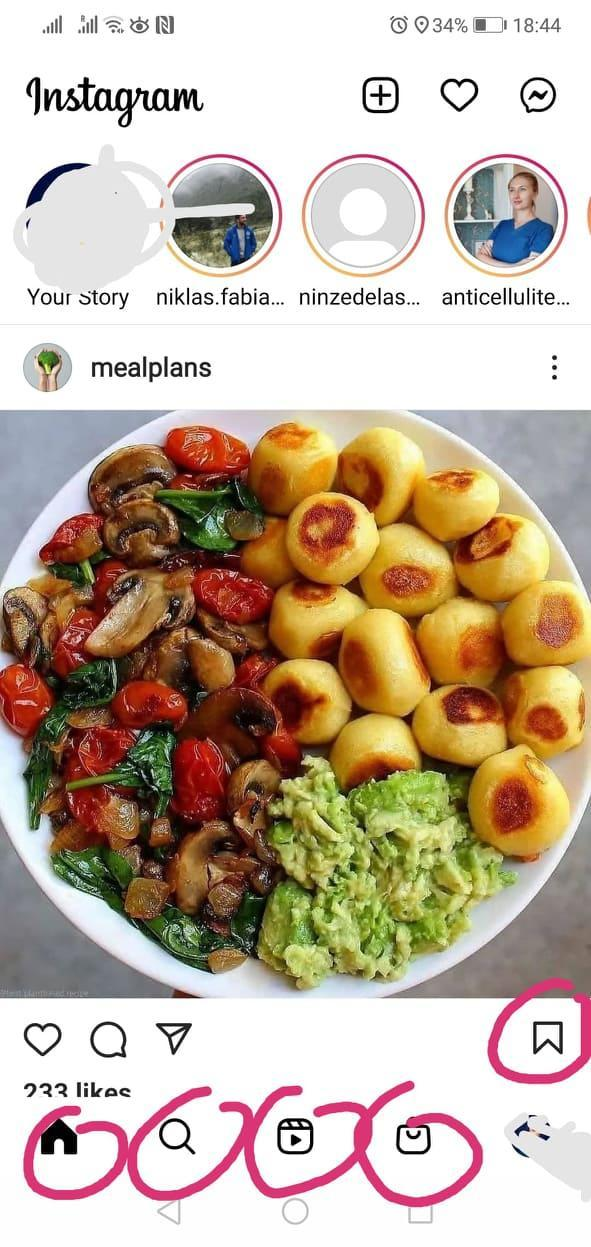 34% 18:44
Instagram
Your Story niklas.fabia... ninzedelas... anticellulite...
mealplans
233 likes